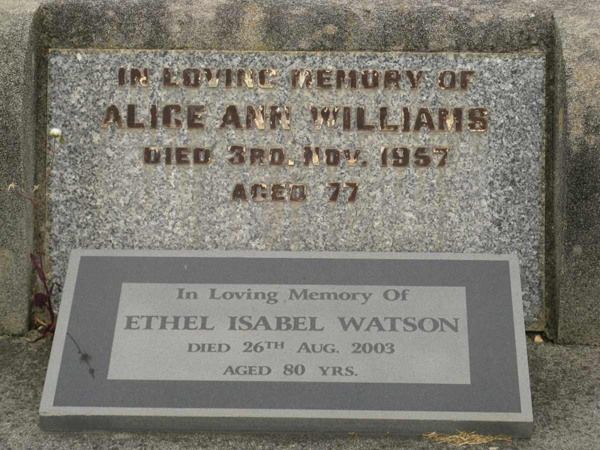 IN LOVING MEMORY OF
ALICE ANN WILLIAMS
DIED 3RD. NOV. 1957
AGED 77
In Loving Memory Of
ETHEL ISABEL WATSON
DIED 26TH AUG. 2003
AGED 80 YRS.